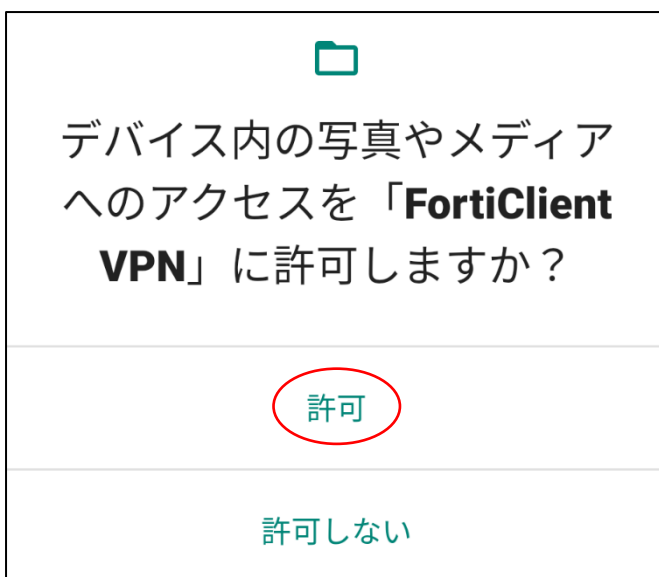 デバイス内の写真やメディア
へのアクセスを「FortiClient
VPN」に許可しますか？
許可
許可しない